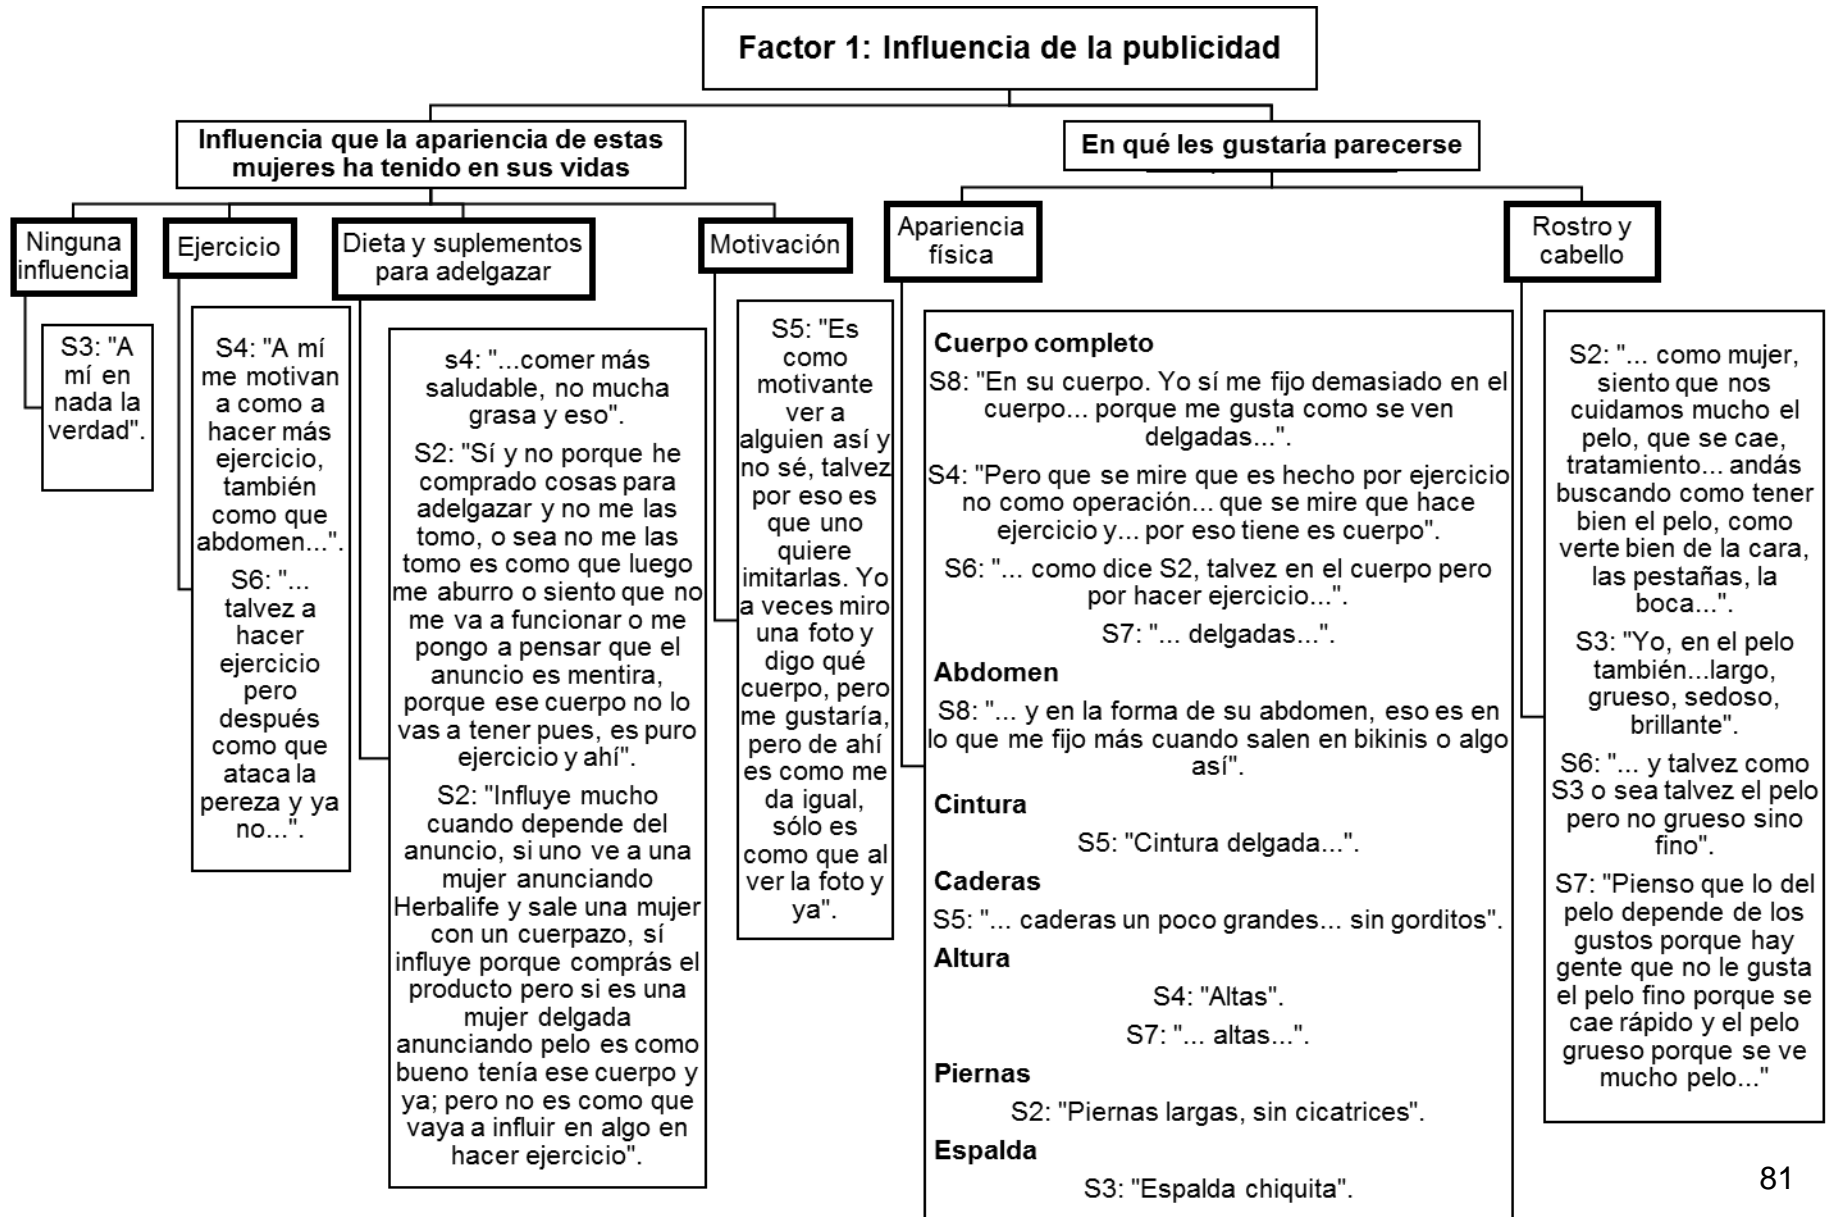 Factor 1: Influencia de la publicidad
Influencia que la apariencia de estas
mujeres ha tenido en sus vidas
Ninguna
influencia
S3: "A
mí en
nada la
verdad".
Ejercicio
S4: "A mí
me motivan
a como a
hacer más
ejercicio,
también
como que
abdomen...".
S6: "...
talvez a
hacer
ejercicio
pero
después
como que
ataca la
pereza y ya
no...".
Dieta y suplementos
para adelgazar
s4: "...comer más
saludable, no mucha
grasa y eso".
S2: "Sí y no porque he
comprado cosas para
adelgazar y no me las
tomo, o sea no me las
tomo es como que luego
me aburro o siento que no
me va a funcionar o me
pongo a pensar que el
anuncio es mentira,
porque ese cuerpo no lo
vas a tener pues, es puro
ejercicio y ahí".
S2: "Influye mucho
cuando depende del
anuncio, si uno ve a una
mujer anunciando
Herbalife y sale una mujer
con un cuerpazo, sí
influye porque comprás el
producto pero si es una
mujer delgada
anunciando pelo es como
bueno tenía ese cuerpo y
ya; pero no es como que
vaya a influir en algo en
hacer ejercicio".
Motivación
S5: "Es
como
motivante
ver a
alguien así y
no sé, talvez
por eso es
que uno
quiere
imitarlas. Yo
a veces miro
una foto y
digo qué
cuerpo, pero
me gustaría,
pero de ahí
es como me
da igual,
sólo es
como que al
ver la foto y
ya".
En qué les gustaría parecerse
Apariencia
física
Cuerpo completo
S8: "En su cuerpo. Yo sí me fijo demasiado en el
cuerpo... porque me gusta como se ven
delgadas...".
S4: "Pero que se mire que es hecho por ejercicio
no como operación... que se mire que hace
ejercicio y... por eso tiene es cuerpo".
S6: "... como dice S2, talvez en el cuerpo pero
por hacer ejercicio...".
S7: "... delgadas...".
Abdomen
S8: "... y en la forma de su abdomen, eso es en
lo que me fijo más cuando salen en bikinis o algo
así".
Cintura
S5: "Cintura delgada...".
Caderas
S5: "... caderas un poco grandes... sin gorditos".
Altura
S4: "Altas".
S7: "... altas...".
Piernas
S2: "Piernas largas, sin cicatrices".
Espalda
S3: "Espalda chiquita".
Rostro y
cabello
S2: "... como mujer,
siento que nos
cuidamos mucho el
pelo, que se cae,
tratamiento... andás
buscando como tener
bien el pelo, como
verte bien de la cara,
las pestañas, la
boca...".
S3: "Yo, en el pelo
también...largo,
grueso, sedoso,
brillante".
S6: "... y talvez como
S3 o sea talvez el pelo
pero no grueso sino
fino".
S7: "Pienso que lo del
pelo depende de los
gustos porque hay
gente que no le gusta
el pelo fino porque se
cae rápido y el pelo
grueso porque se ve
mucho pelo..."
81